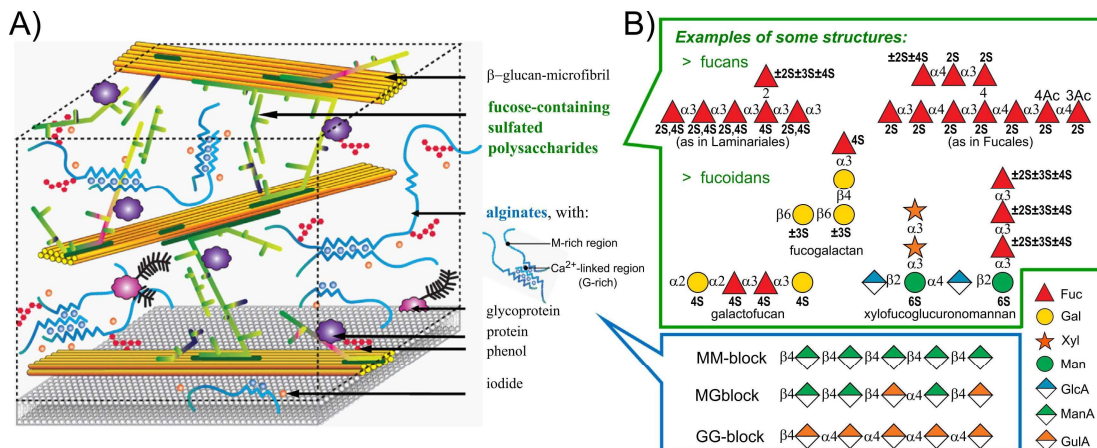 A)
β–glucan-microfibril
fucose-containing
sulfated
polysaccharides
alginates, with:
M-rich region
Ca2+-linked region
(G-rich)
glycoprotein
protein
phenol
iodide
B)
Examples of some structures:
> fucans
±2S±3S±4S
2
α3 α3 α3 α3 α3
2S,4S 2S,4S 2S,4S 4S 2S,4S
(as in Laminariales)
±2S±4S 2S 2S
α4 α3
4 4Ac 3Ac
α3 α4 α3 α4 α3 α4
2S 2S 2S 2S 2S 2S 2S
(as in Fucales)
> fucoidans
4S
α3
β4
β6 β6
±3S ±3S
fucogalactan
α2 α2 α3 α3
4S 4S 4S 4S
galactofucan
±2S±3S±4S
α3
±2S±3S±4S
α3 α3
±2S±3S±4S
α3 α3
β2 α4 β2
6S 6S
xylofucoglucuronomannan
Fuc
Gal
Xyl
Man
GlcA
ManA
GulA
MM-block
β4 β4 β4 β4 β4
MGblock
β4 β4 β4 α4 β4
GG-block
β4 α4 α4 α4 α4